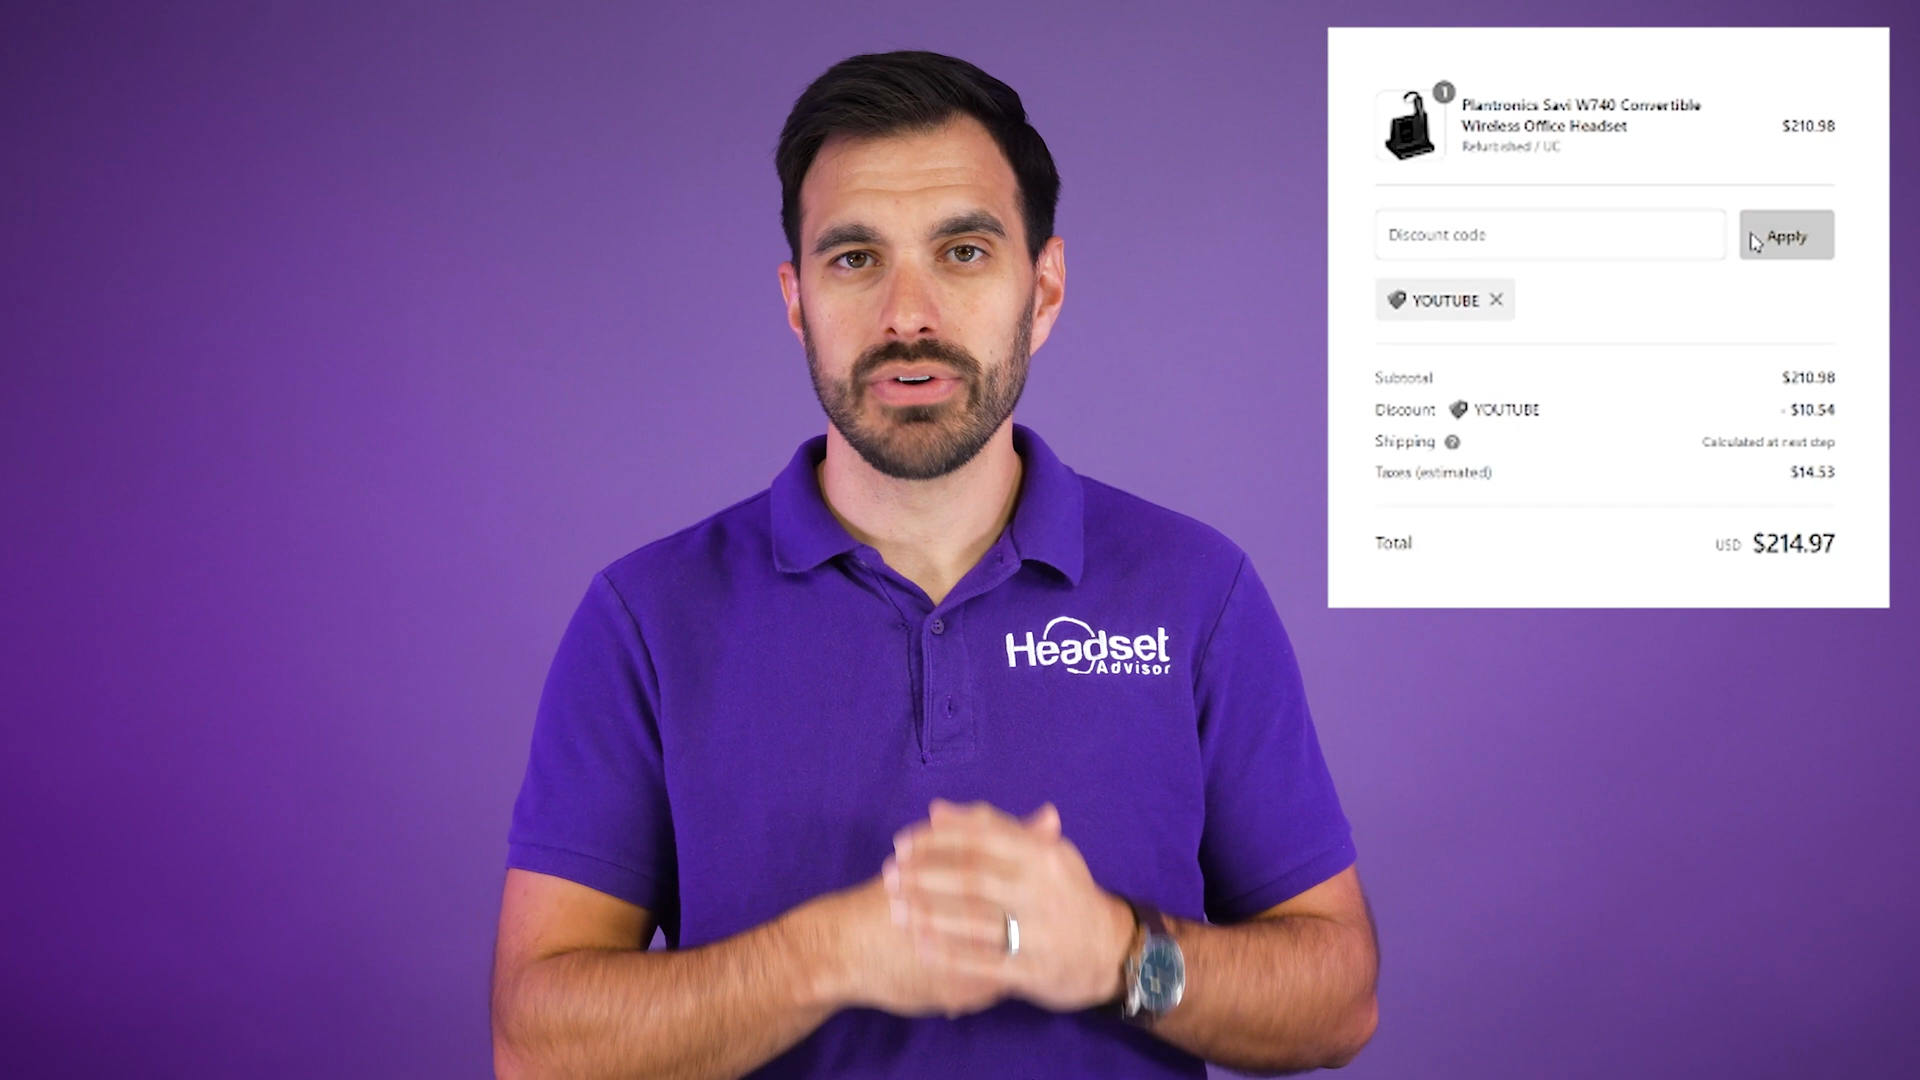 Headset
Advisor
1
Plantronics Savi W740 Convertible
Wireless Office Headset
$210.98
Refurbished / UC
Discount code
Apply
YOUTUBE
Subtotal $210.98
Discount YOUTUBE - $10.54
Shipping ? Calculated at next step
Taxes (estimated) $14.53
Total USD $214.97